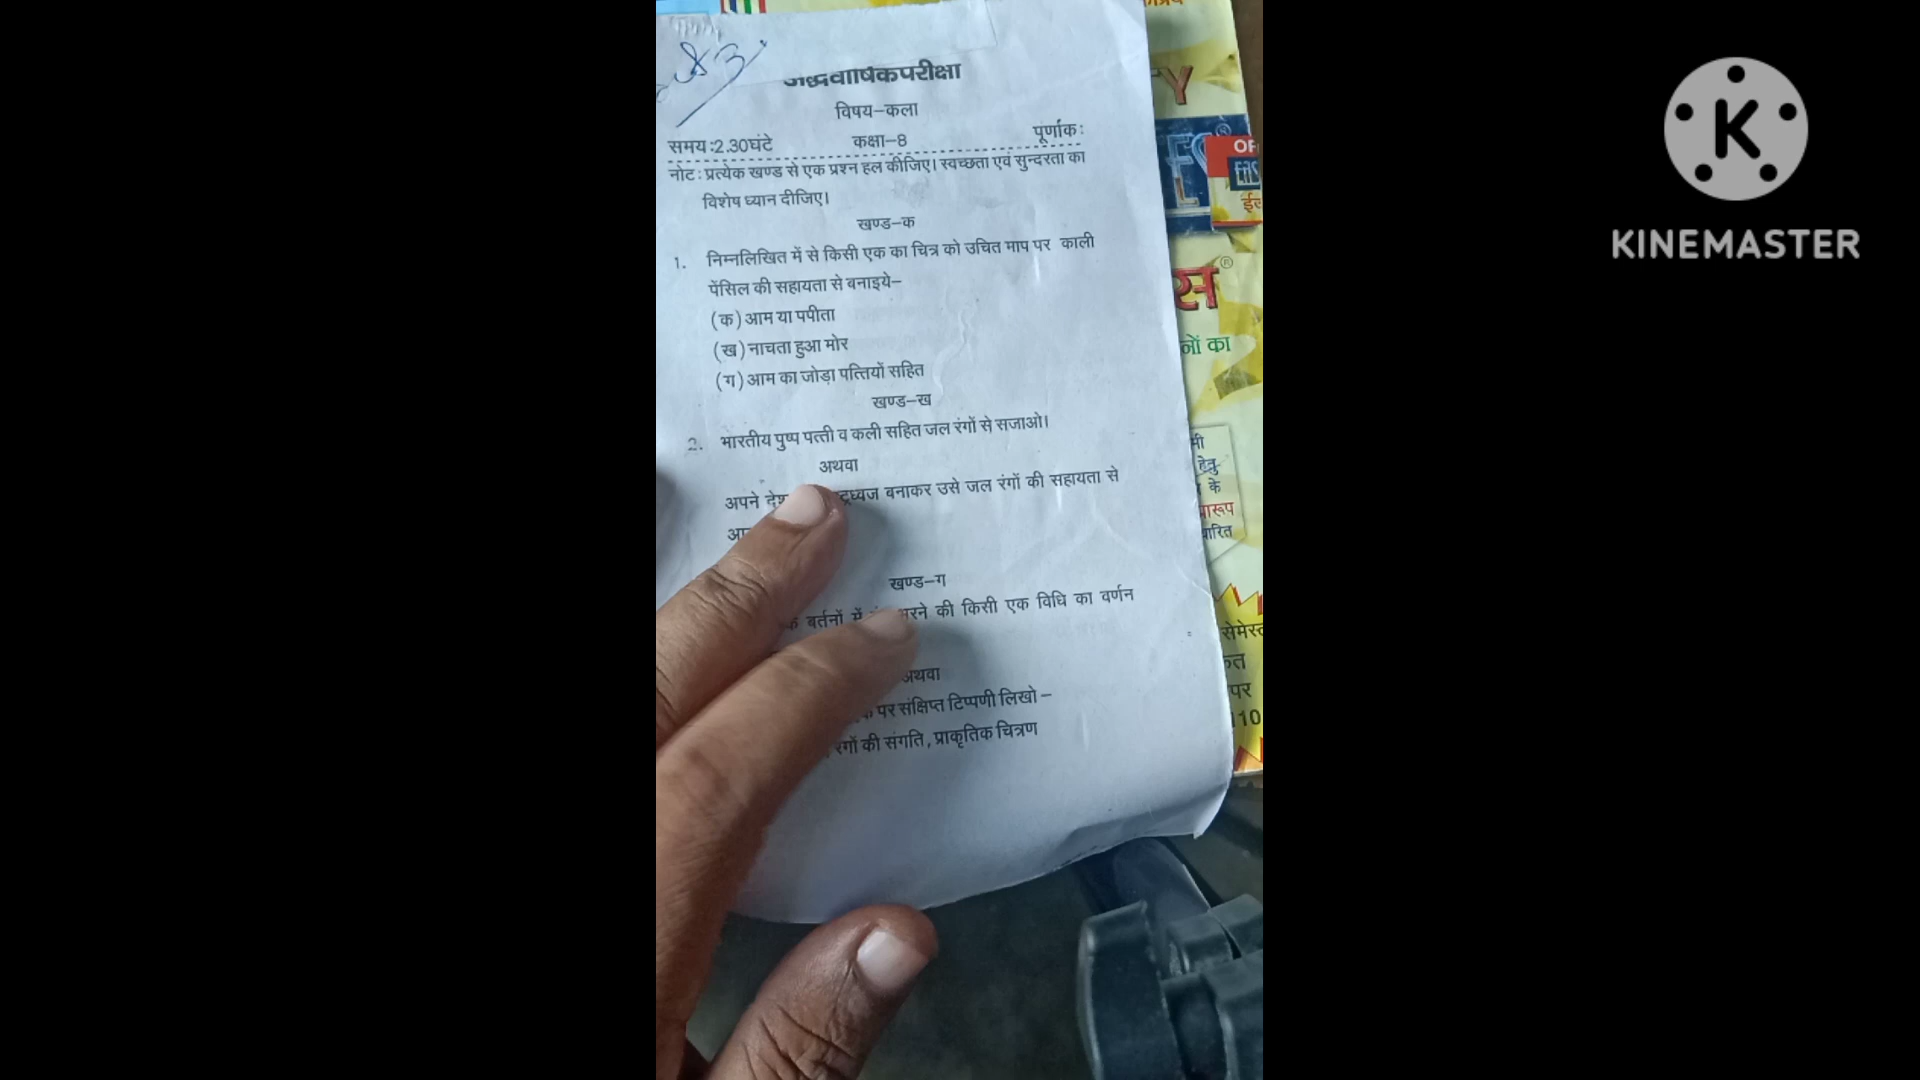 अर्द्धवार्षिकपरीक्षा
विषय–कला
समय:2.30घंटे कक्षा–8 पूर्णांक:
नोट: प्रत्येक खण्ड से एक प्रश्न हल कीजिए। स्वच्छता एवं सुन्दरता का
विशेष ध्यान दीजिए।
खण्ड–क
1. निम्नलिखित में से किसी एक का चित्र को उचित माप पर काली
पेंसिल की सहायता से बनाइये–
(क) आम या पपीता
(ख) नाचता हुआ मोर
(ग) आम का जोड़ा पत्तियों सहित
खण्ड–ख
2. भारतीय पुष्प पत्ती व कली सहित जल रंगों से सजाओ।
अथवा
अपने बनाकर उसे जल रंगों की सहायता से
खण्ड–ग
बर्तनों में भरने की किसी एक विधि का वर्णन
अथवा
पर संक्षिप्त टिप्पणी लिखो –
रंगों की संगति, प्राकृतिक चित्रण
Y
OF
नों का
हेतु
के
110
KINEMASTER